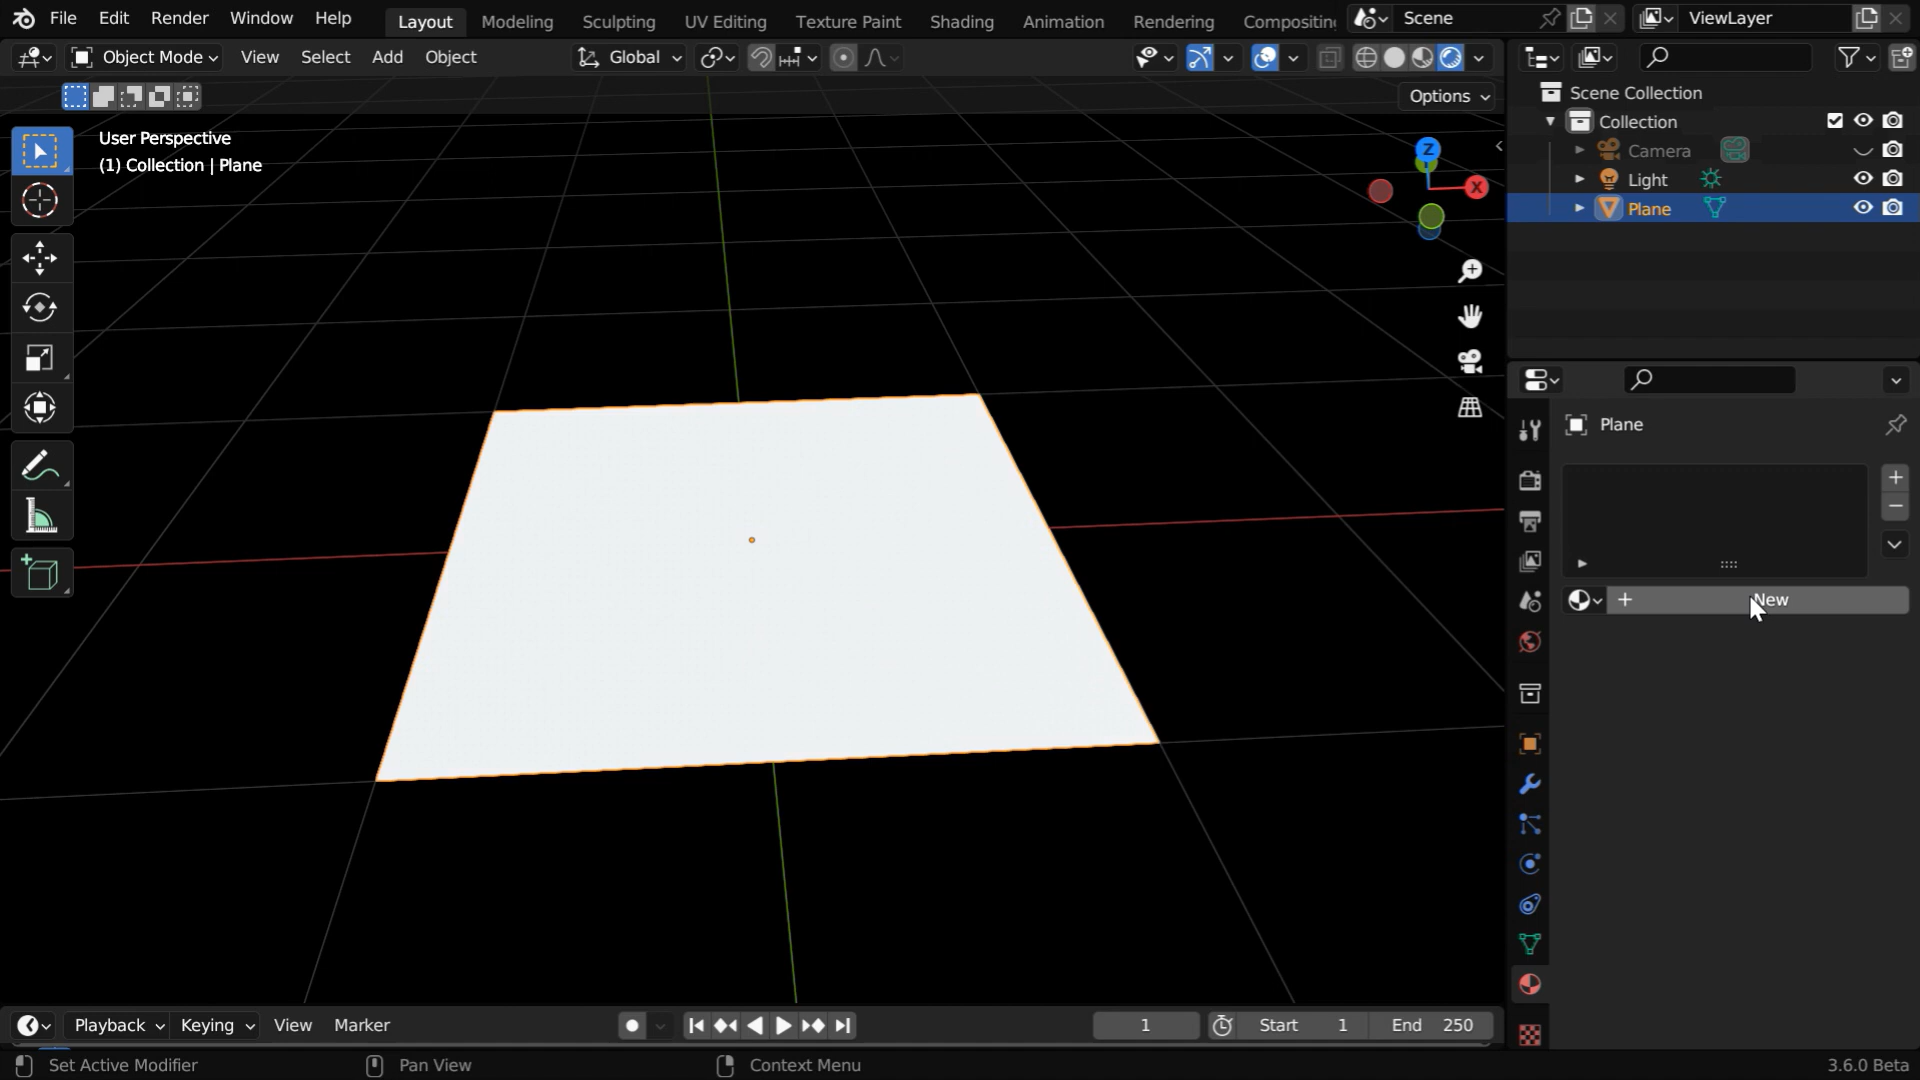 File Edit Render Window Help Layout Modeling Sculpting UV Editing Texture Paint Shading Animation Rendering Compositing Scene ViewLayer
Object Mode View Select Add Object Global
Options
User Perspective
(1) Collection | Plane
Z
X
Scene Collection
Collection
Camera
Light
Plane
Plane
New
Playback Keying View Marker 1 Start 1 End 250
Set Active Modifier Pan View Context Menu 3.6.0 Beta